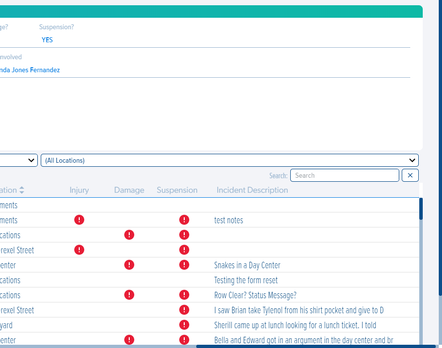 ge? Suspension?
YES
nvolved
nda Jones Fernandez
(All Locations)
Search: Search ×
ation Injury Damage Suspension Incident Description
ments
ments ! ! test notes
cations ! !
rexel Street ! !
enter ! ! Snakes in a Day Center
cations Testing the form reset
cations ! ! Row Clear? Status Message?
rexel Street ! I saw Brian take Tylenol from his shirt pocket and give to D
yard ! Sherill came up at lunch looking for a lunch ticket. I told
enter ! ! Bella and Edward got in an argument in the day center and br